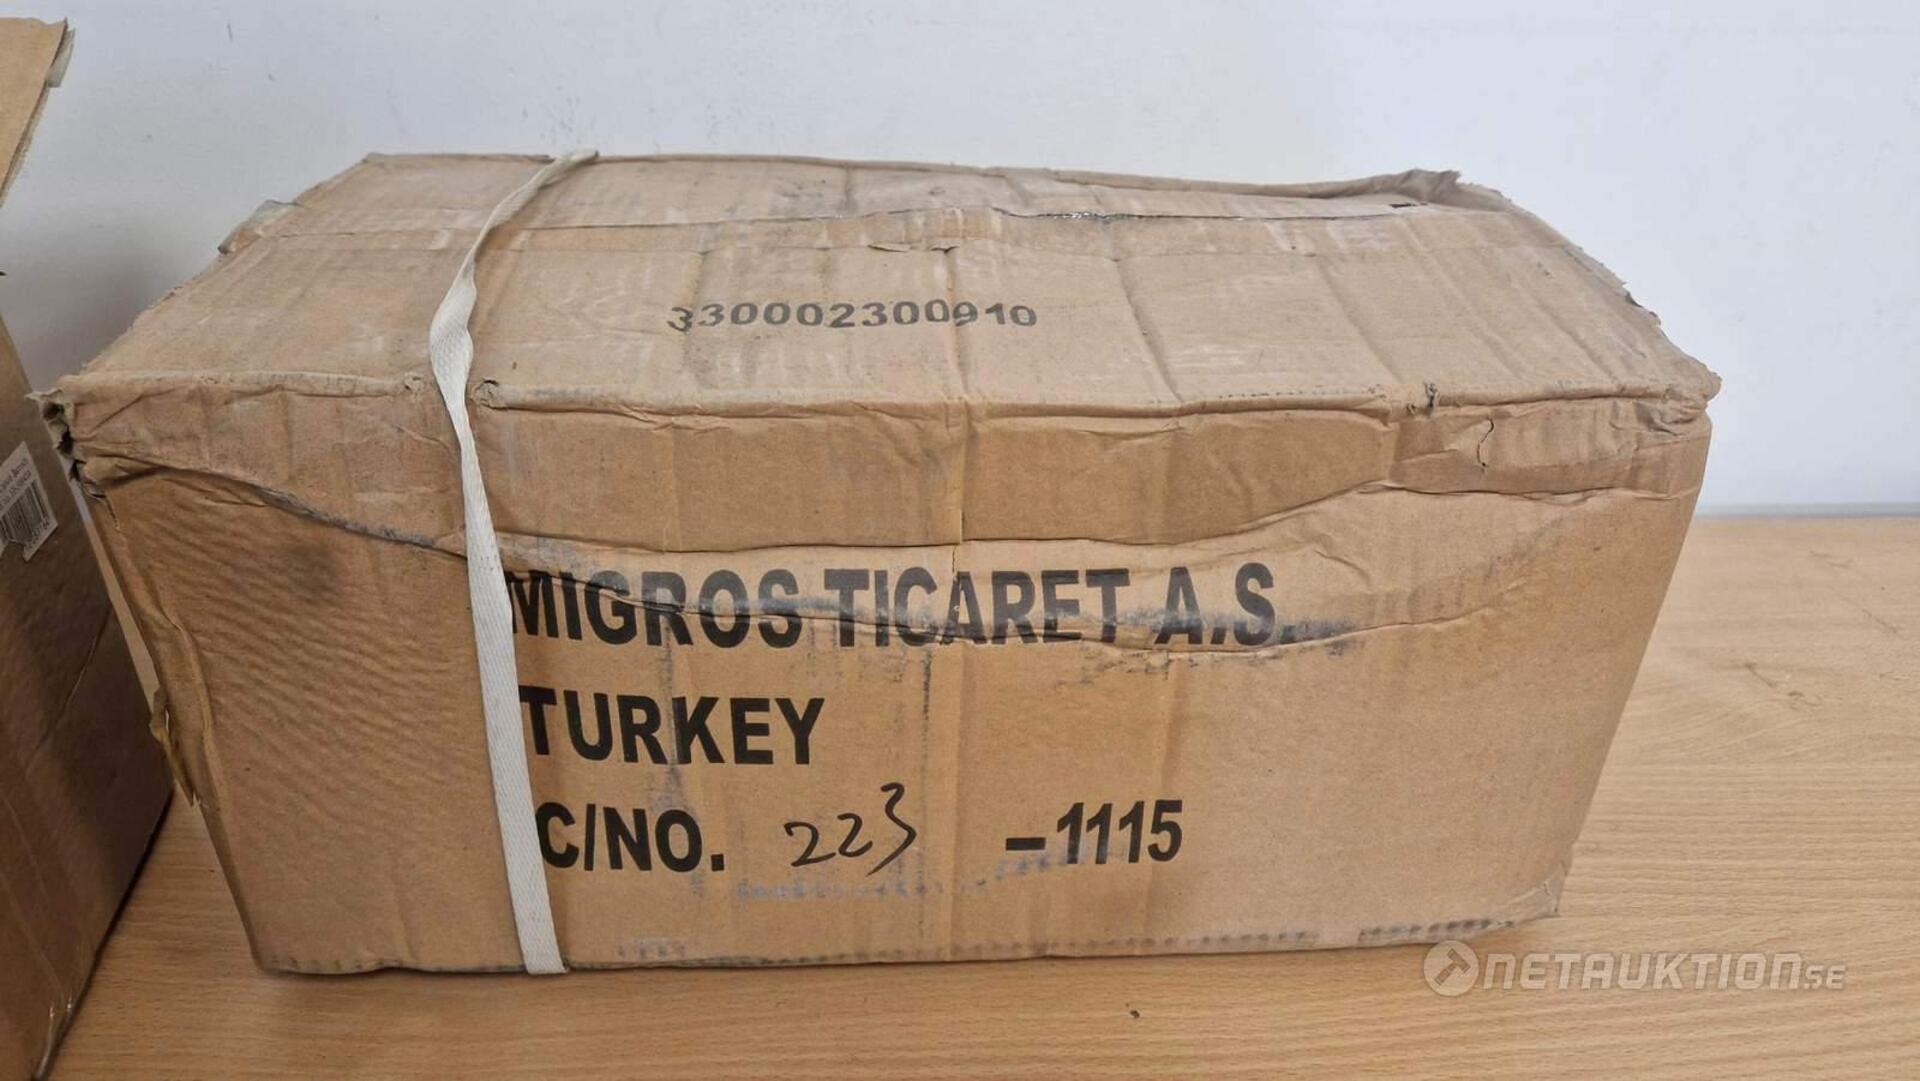 330002300910
MIGROS TICARET A.S.
TURKEY
C/NO. 223 -1115
NETAUKTION.SE